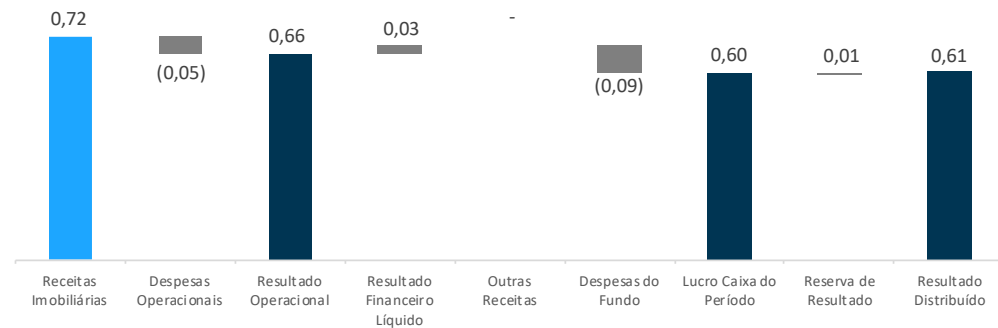 0,72
(0,05)
0,66
0,03
-
(0,09)
0,60
0,01
0,61
Receitas
Imobiliárias
Despesas
Operacionais
Resultado
Operacional
Resultado
Financeiro
Líquido
Outras
Receitas
Despesas do
Fundo
Lucro Caixa do
Período
Reserva de
Resultado
Resultado
Distribuído